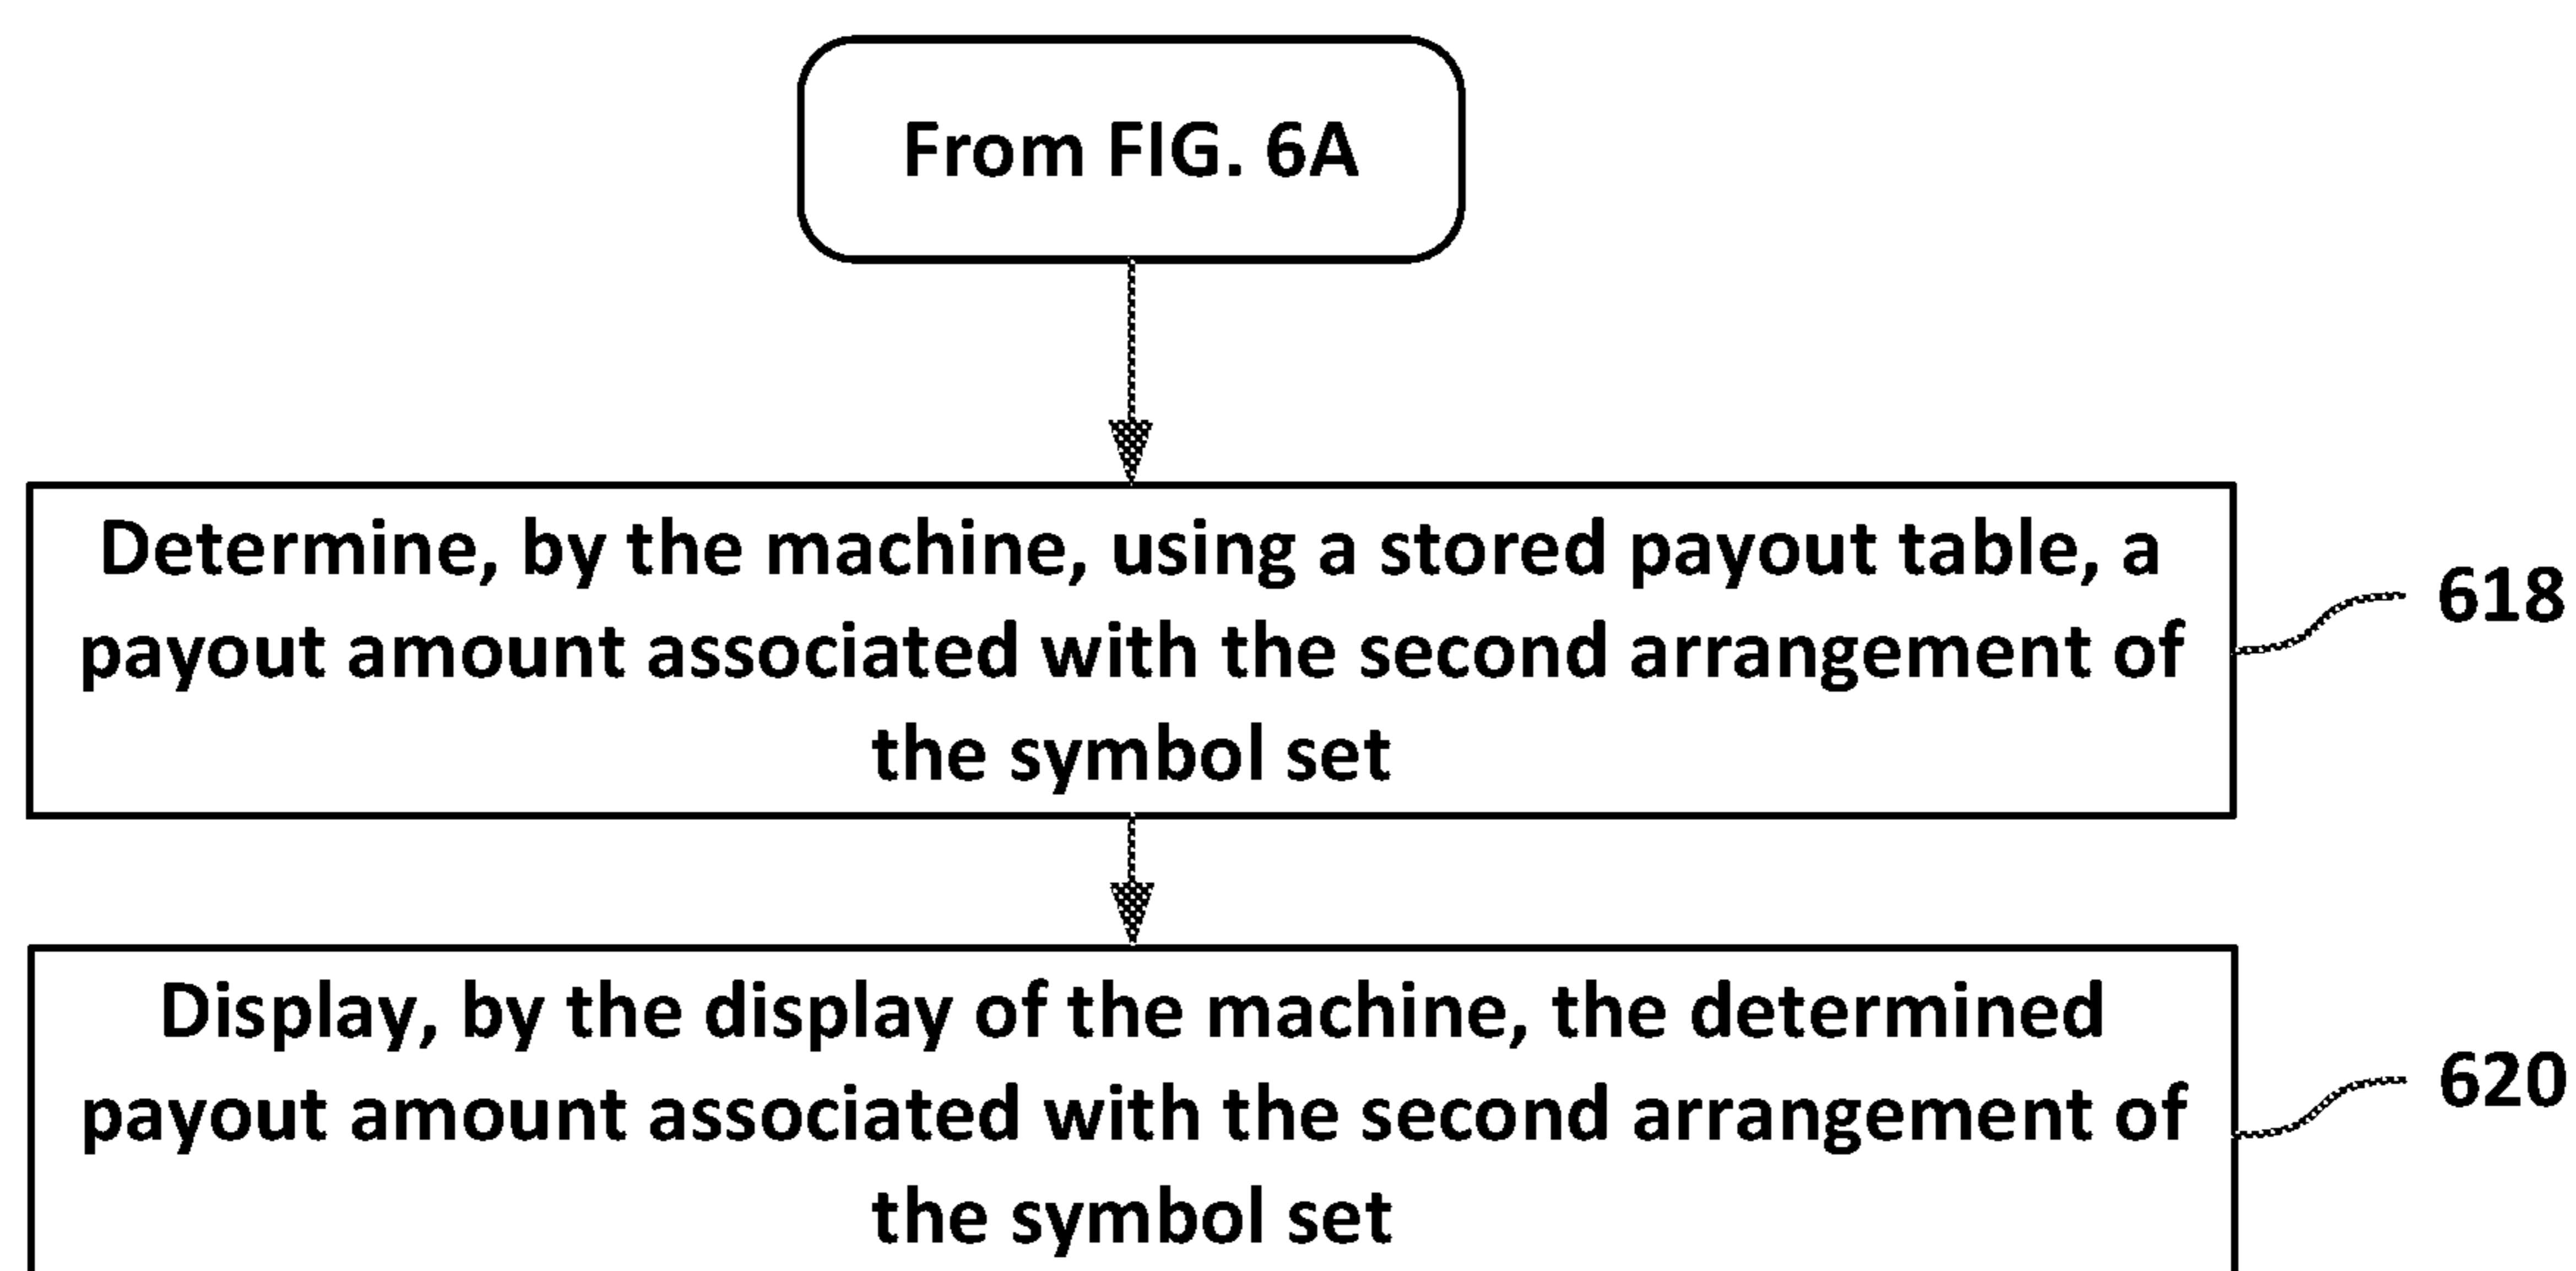 From FIG. 6A
Determine, by the machine, using a stored payout table, a
payout amount associated with the second arrangement of
the symbol set
618
Display, by the display of the machine, the determined
payout amount associated with the second arrangement of
the symbol set
620